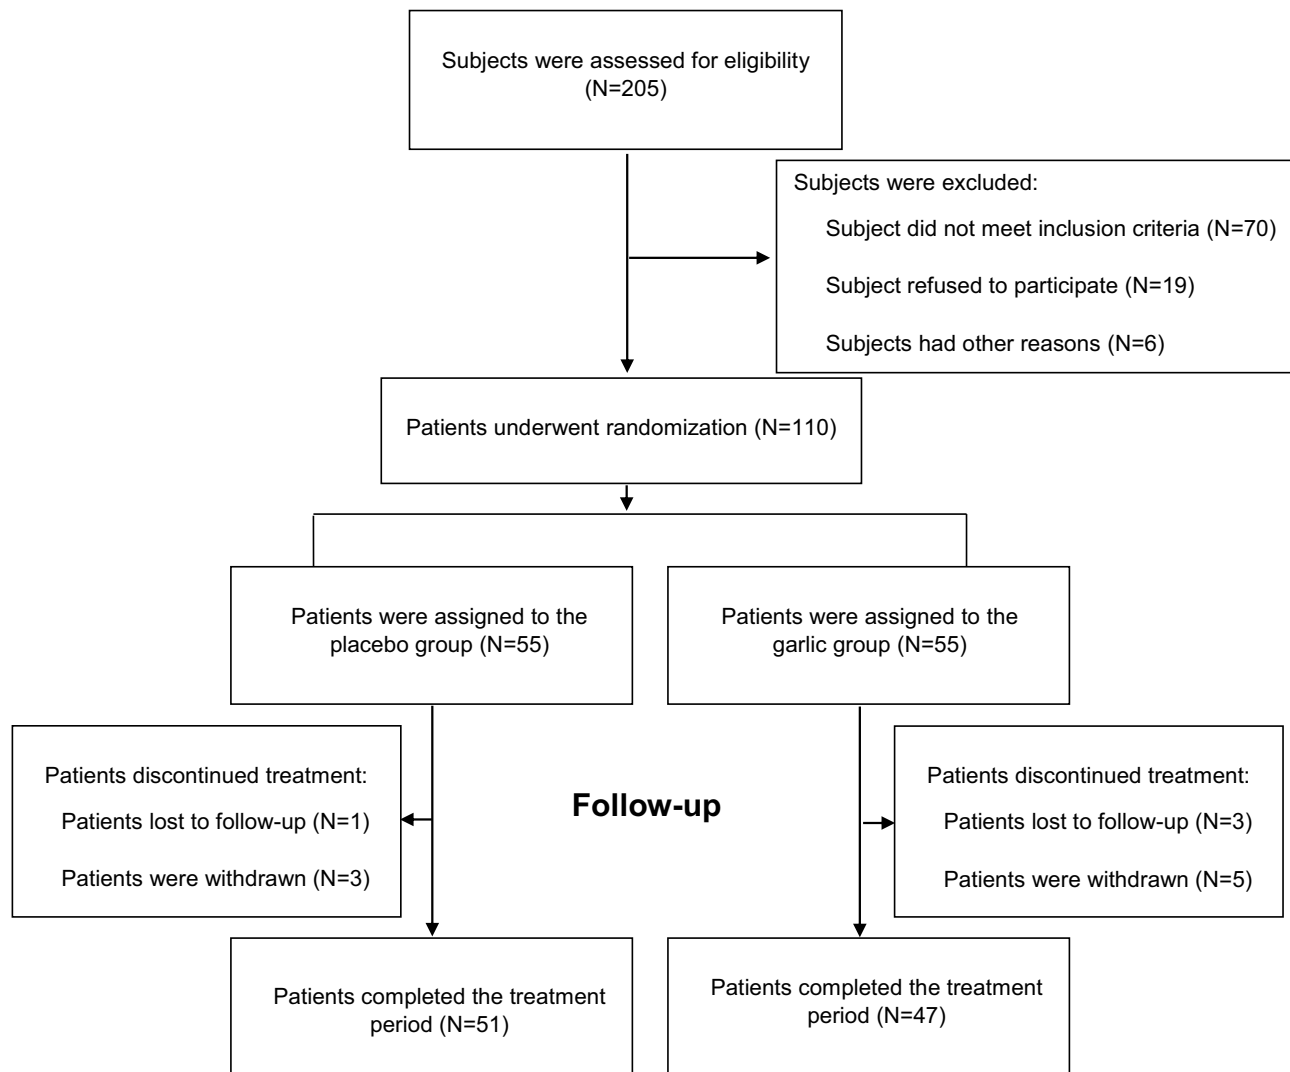 Subjects were assessed for eligibility
(N=205)
Subjects were excluded:
Subject did not meet inclusion criteria (N=70)
Subject refused to participate (N=19)
Subjects had other reasons (N=6)
Patients underwent randomization (N=110)
Patients were assigned to the
placebo group (N=55)
Patients were assigned to the
garlic group (N=55)
Patients discontinued treatment:
Patients lost to follow-up (N=1)
Patients were withdrawn (N=3)
Follow-up
Patients discontinued treatment:
Patients lost to follow-up (N=3)
Patients were withdrawn (N=5)
Patients completed the treatment
period (N=51)
Patients completed the treatment
period (N=47)